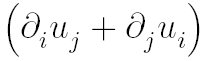 (∂ᵢuⱼ + ∂ⱼuᵢ)